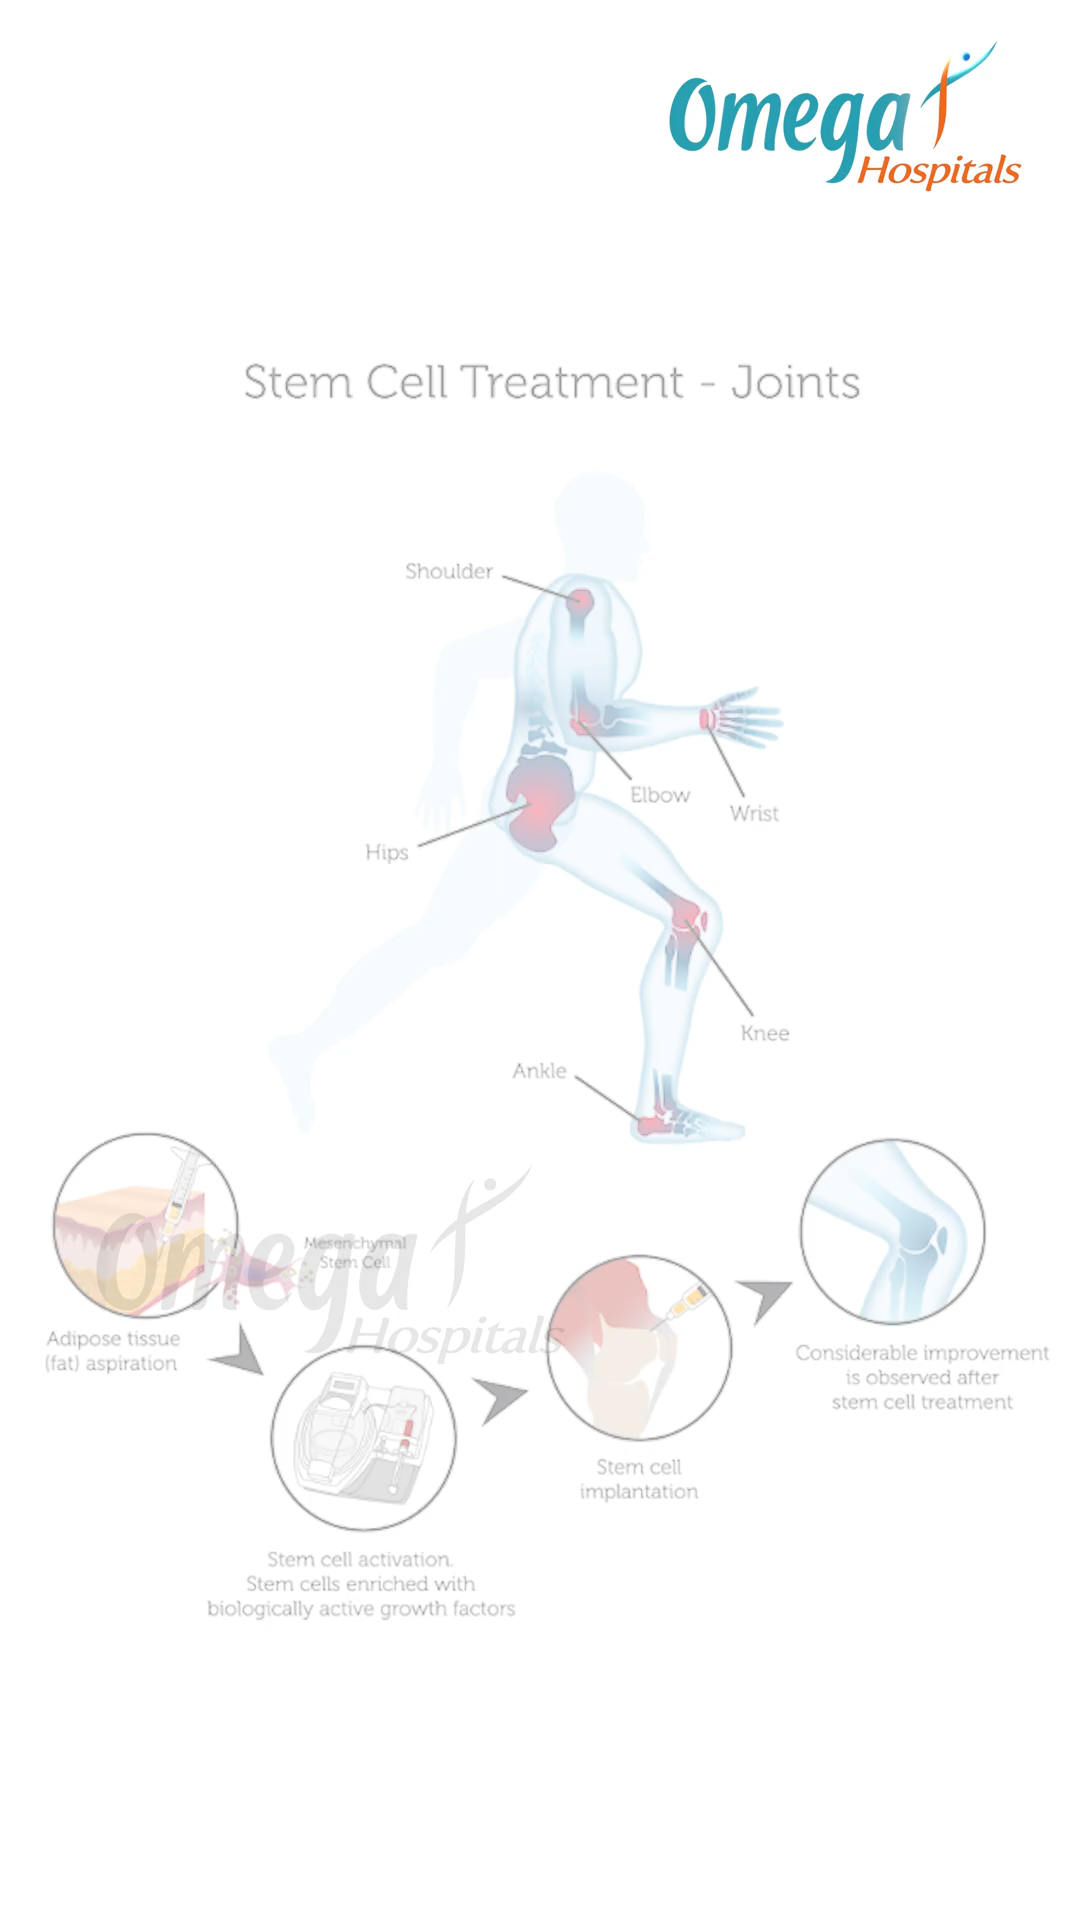 Omega
Hospitals
Stem Cell Treatment - Joints
Shoulder
Elbow
Wrist
Hips
Knee
Ankle
Mesenchymal
Stem Cell
Omega
Hospitals
Adipose tissue
(fat) aspiration
Stem cell activation.
Stem cells enriched with
biologically active growth factors
Stem cell
implantation
Considerable improvement
is observed after
stem cell treatment